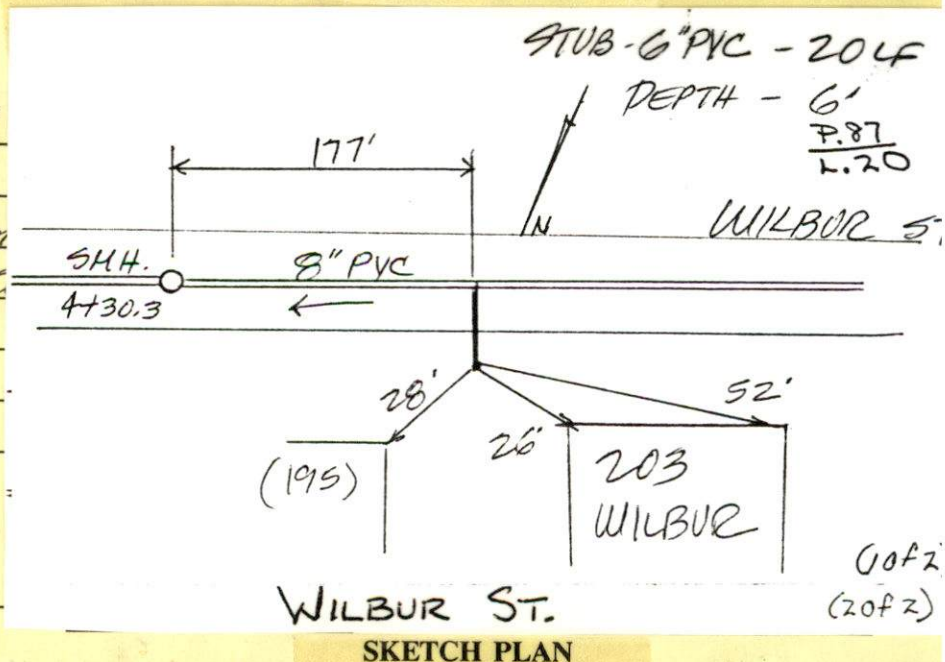 STUB - 6" PVC - 20 LF
DEPTH - 6'
P.87
L.20
177'
N
WILBUR ST
SMH.
8" PVC
4+30.3
28'
52'
26'
(195)
203
WILBUR
(1 of 2
(2 of 2)
WILBUR ST.
SKETCH PLAN